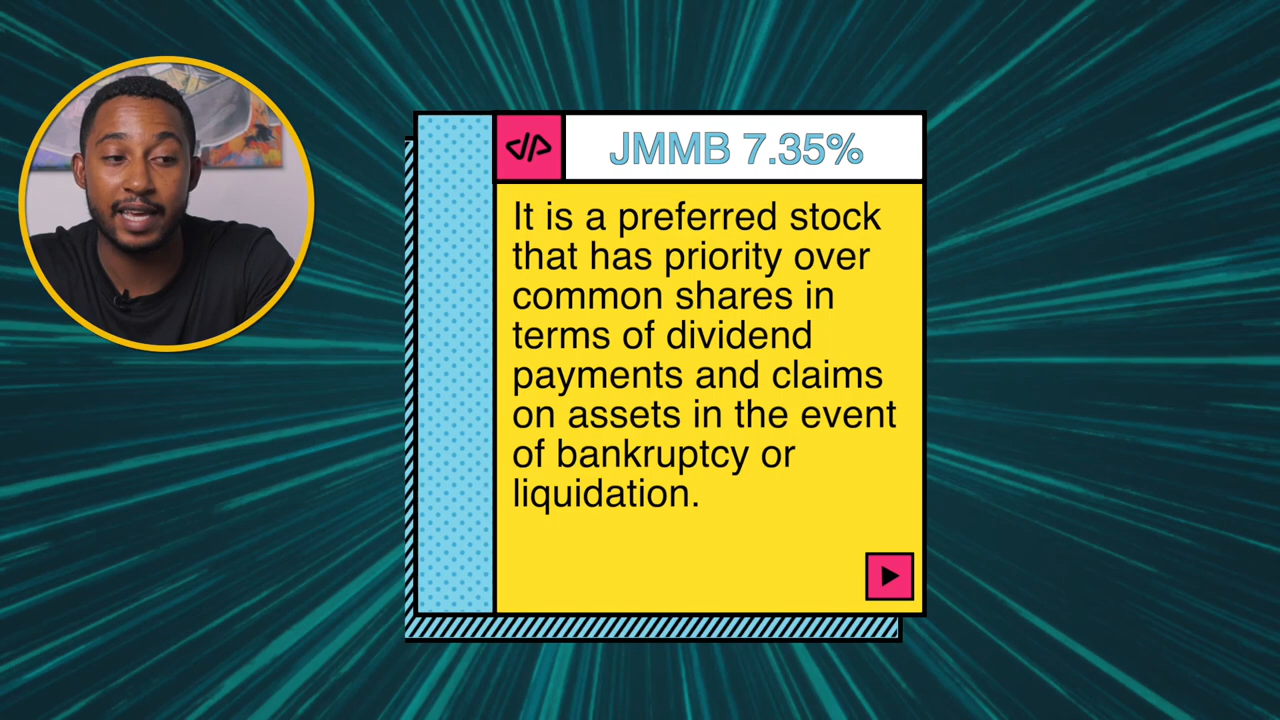 JMMB 7.35%
It is a preferred stock
that has priority over
common shares in
terms of dividend
payments and claims
on assets in the event
of bankruptcy or
liquidation.